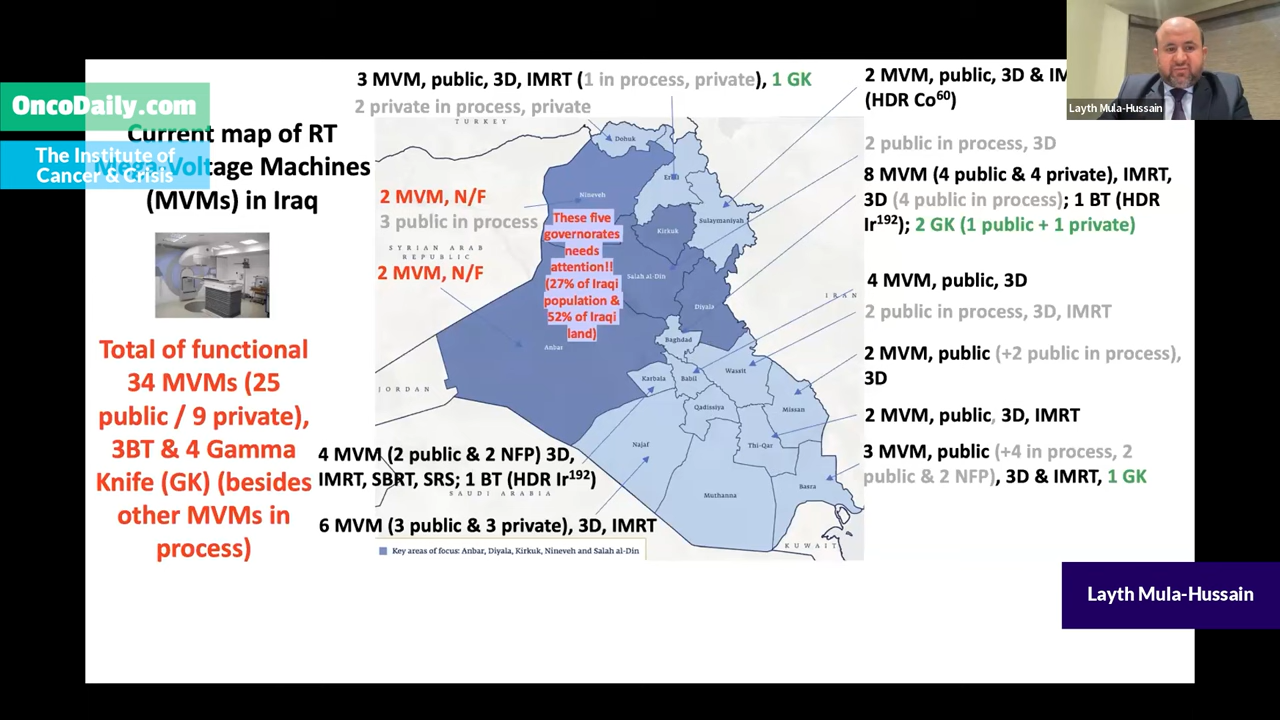 OncoDaily.com
The Institute of
Cancer & Crisis
Current map of RT
Voltage Machines
(MVMs) in Iraq
Total of functional
34 MVMs (25
public / 9 private),
3BT & 4 Gamma
Knife (GK) (besides
other MVMs in
process)
3 MVM, public, 3D, IMRT (1 in process, private), 1 GK
2 private in process, private
2 MVM, N/F
3 public in process
2 MVM, N/F
These five
governorates
needs
attention!!
(27% of Iraqi
population &
52% of Iraqi
land)
TURKEY
SYRIAN ARAB
REPUBLIC
JORDAN
SAUDI ARABIA
IRAN
KUWAIT
Dohuk
Nineveh
Sulaymaniyah
Kirkuk
Salah al-Din
Diyala
Anbar
Baghdad
Karbala
Babil
Wassit
Qadissiya
Missan
Najaf
Thi-Qar
Muthanna
Basra
4 MVM (2 public & 2 NFP) 3D,
IMRT, SBRT, SRS; 1 BT (HDR Ir192)
6 MVM (3 public & 3 private), 3D, IMRT
Key areas of focus: Anbar, Diyala, Kirkuk, Nineveh and Salah al-Din
2 MVM, public, 3D &
(HDR Co60)
2 public in process, 3D
8 MVM (4 public & 4 private), IMRT,
3D (4 public in process); 1 BT (HDR
Ir192); 2 GK (1 public + 1 private)
4 MVM, public, 3D
2 public in process, 3D, IMRT
2 MVM, public (+2 public in process),
3D
2 MVM, public, 3D, IMRT
3 MVM, public (+4 in process, 2
public & 2 NFP), 3D & IMRT, 1 GK
Layth Mula-Hussain
Layth Mula-Hussain